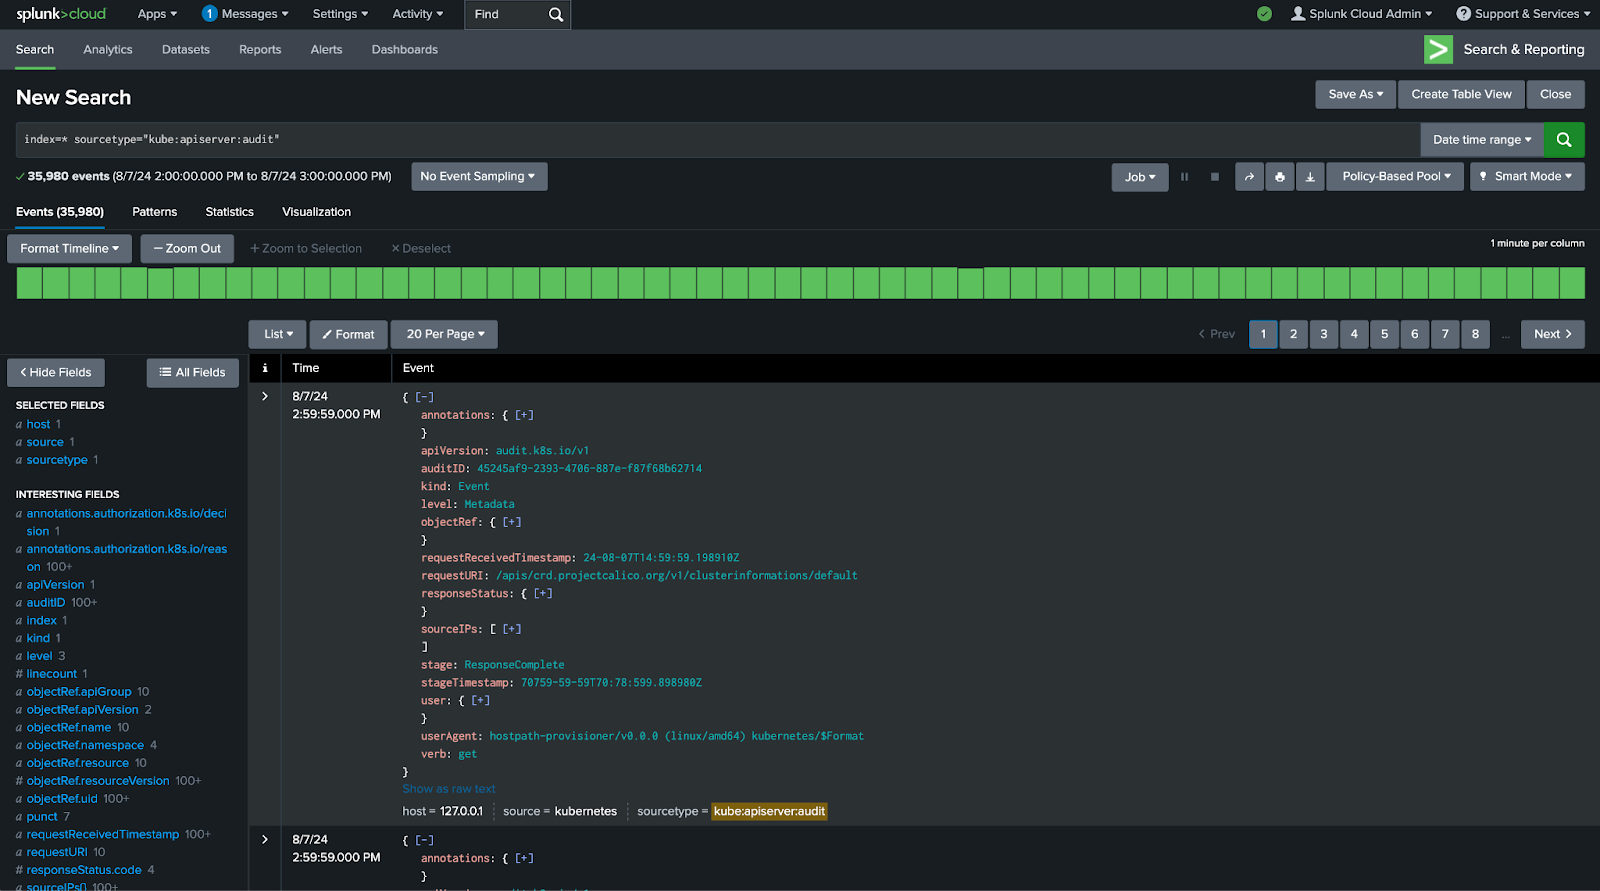 splunk>cloud Apps 1 Messages Settings Activity Find Splunk Cloud Admin Support & Services
Search Analytics Datasets Reports Alerts Dashboards Search & Reporting
New Search Save As Create Table View Close
index=* sourcetype="kube:apiserver:audit" Date time range
35,980 events (8/7/24 2:00:00.000 PM to 8/7/24 3:00:00.000 PM) No Event Sampling Job Policy-Based Pool Smart Mode
Events (35,980) Patterns Statistics Visualization
Format Timeline — Zoom Out + Zoom to Selection × Deselect 1 minute per column
List Format 20 Per Page < Prev 1 2 3 4 5 6 7 8 ... Next >
< Hide Fields All Fields
SELECTED FIELDS
a host 1
a source 1
a sourcetype 1
INTERESTING FIELDS
a annotations.authorization.k8s.io/deci
sion 1
a annotations.authorization.k8s.io/reas
on 100+
a apiVersion 1
a auditID 100+
a index 1
a kind 1
a level 3
# linecount 1
a objectRef.apiGroup 10
a objectRef.apiVersion 2
a objectRef.name 10
a objectRef.namespace 4
a objectRef.resource 10
# objectRef.resourceVersion 100+
a objectRef.uid 100+
a punct 7
a requestReceivedTimestamp 100+
a requestURI 10
# responseStatus.code 4
a sourceIPs{} 100+
i Time Event
> 8/7/24
2:59:59.000 PM
{ [-]
annotations: { [+]
}
apiVersion: audit.k8s.io/v1
auditID: 45245af9-2393-4706-887e-f87f68b62714
kind: Event
level: Metadata
objectRef: { [+]
}
requestReceivedTimestamp: 24-08-07T14:59:59.198910Z
requestURI: /apis/crd.projectcalico.org/v1/clusterinformations/default
responseStatus: { [+]
}
sourceIPs: [ [+]
]
stage: ResponseComplete
stageTimestamp: 70759-59-59T70:78:599.898980Z
user: { [+]
}
userAgent: hostpath-provisioner/v0.0.0 (linux/amd64) kubernetes/$Format
verb: get
}
Show as raw text
host = 127.0.0.1 source = kubernetes sourcetype = kube:apiserver:audit
> 8/7/24
2:59:59.000 PM
{ [-]
annotations: { [+]
}